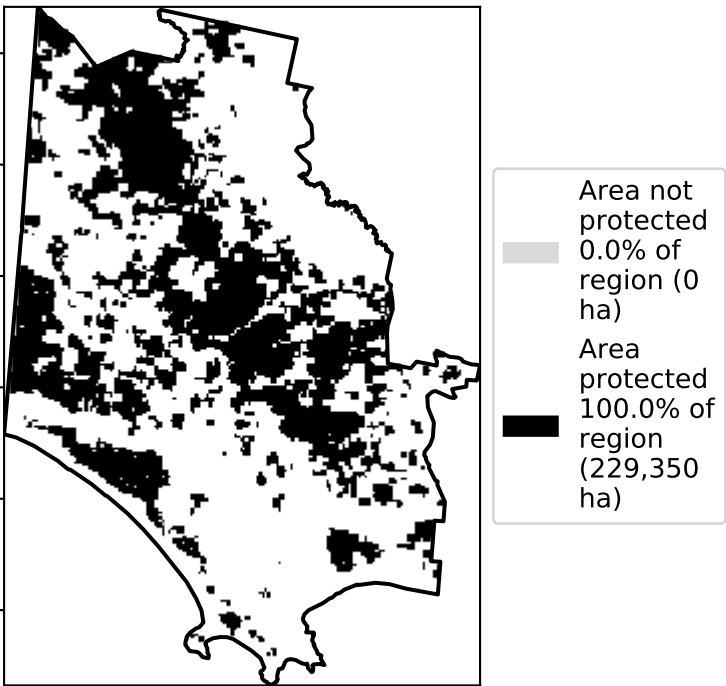 Area not
protected
0.0% of
region (0
ha)
Area
protected
100.0% of
region
(229,350
ha)